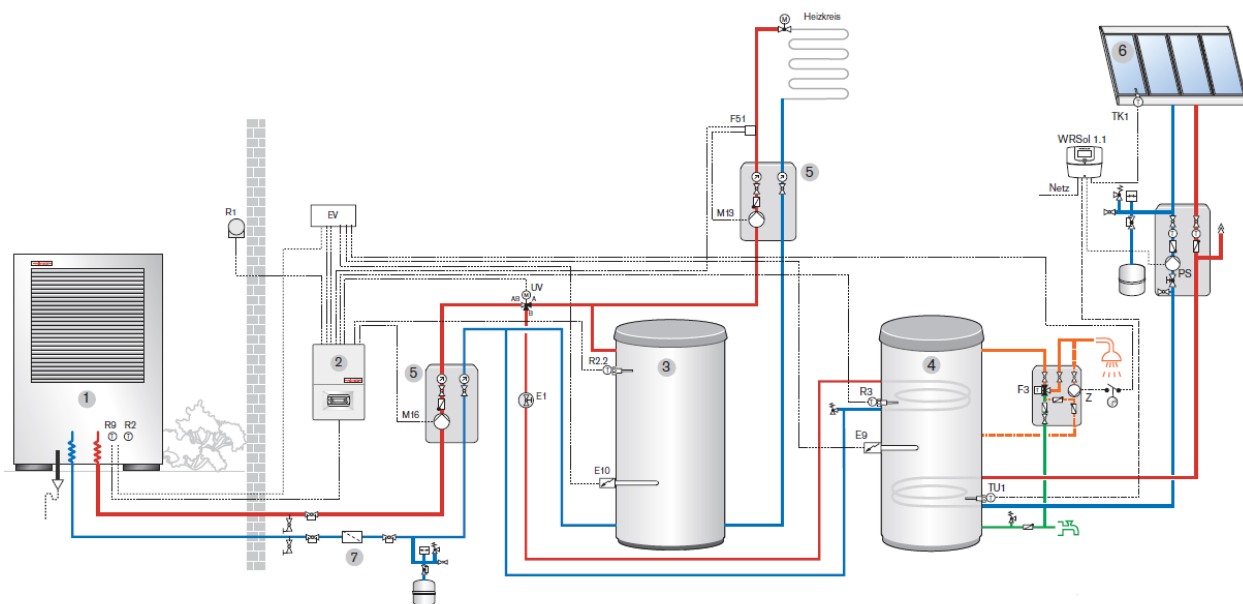 Heizkreis
6
TK1
F51
WRSol 1.1
5
Netz
M13
R1
EV
PS
UV
AB
A
B
2
5
R2.2
3
4
F3
Z
1
R3
E1
M16
R9
R2
E9
E10
TU1
7
M
M
T
T
T
T
T
T
T
T
T